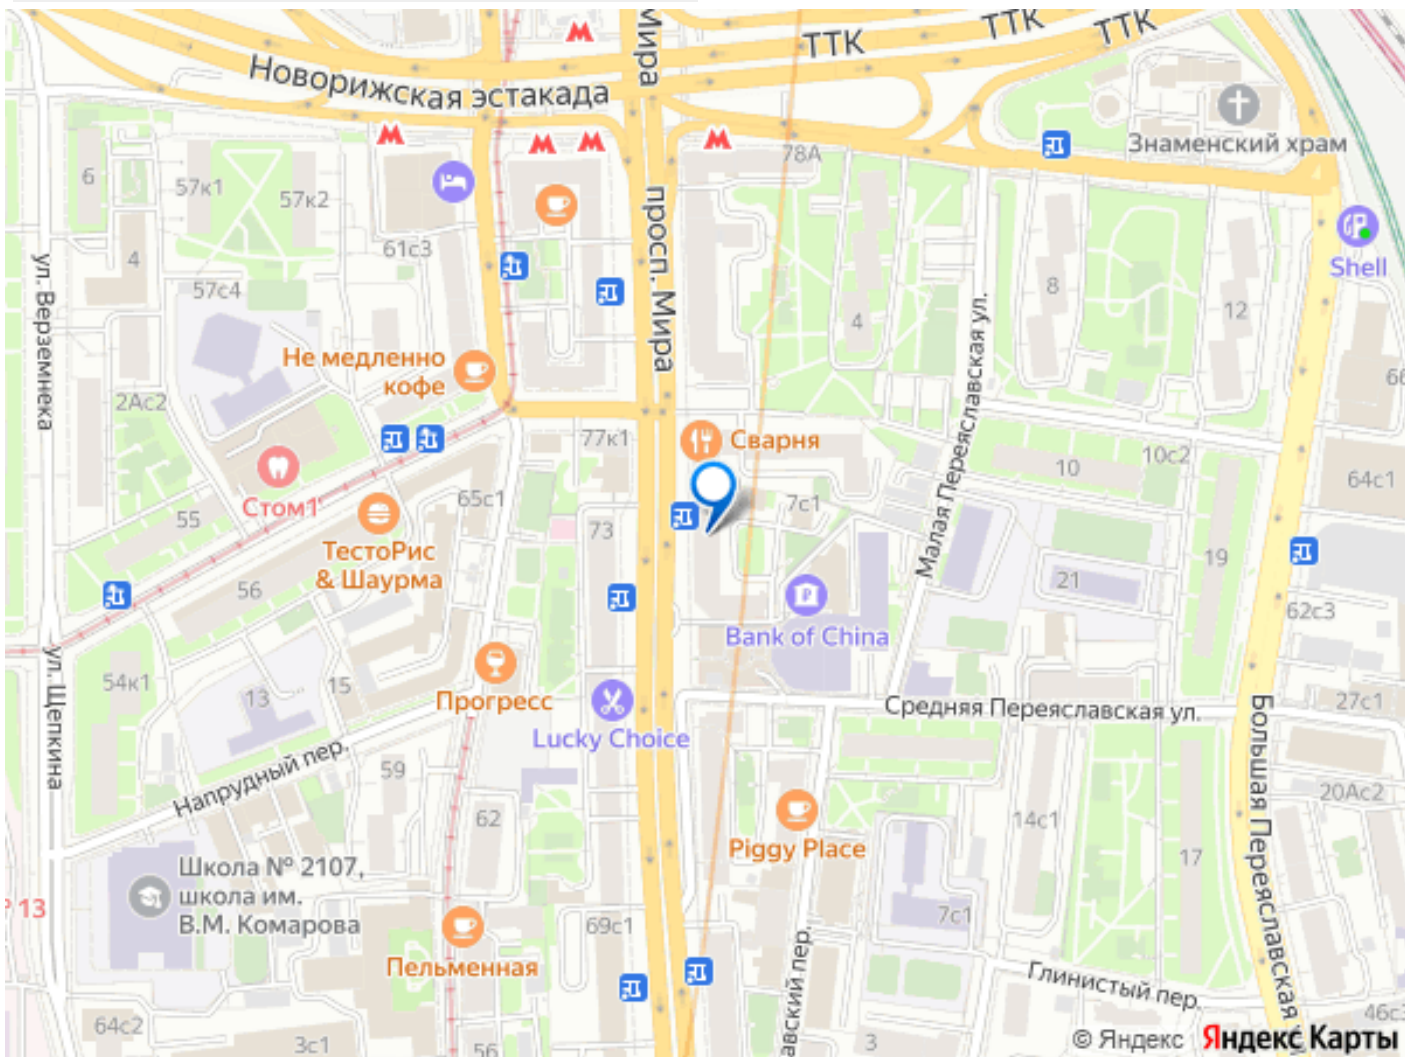 Мира
ТТК
ТТК
ТТК
Новорижская эстакада
Знаменский храм
78А
6
57к1
57к2
просп. Мира
61с3
4
ул. Верземнека
57с4
Shell
8
12
4
Малая Переяславская ул.
Не медленно
кофе
66
2Ас2
77к1
Сварня
10
10с2
64с1
Стом1
65с1
7с1
55
73
ТестоРис
& Шаурма
19
21
56
62с3
Bank of China
ул. Щепкина
54к1
13
15
Прогресс
Средняя Переяславская ул.
27с1
Lucky Choice
Напрудный пер.
59
Большая Переяславская
20Ас2
62
14с1
Piggy Place
17
Школа № 2107,
школа им.
В.М. Комарова
13
7с1
69с1
Пельменная
авский пер.
Глинистый пер.
64с2
3с1
56
3
46с3
© Яндекс Яндекс Карты